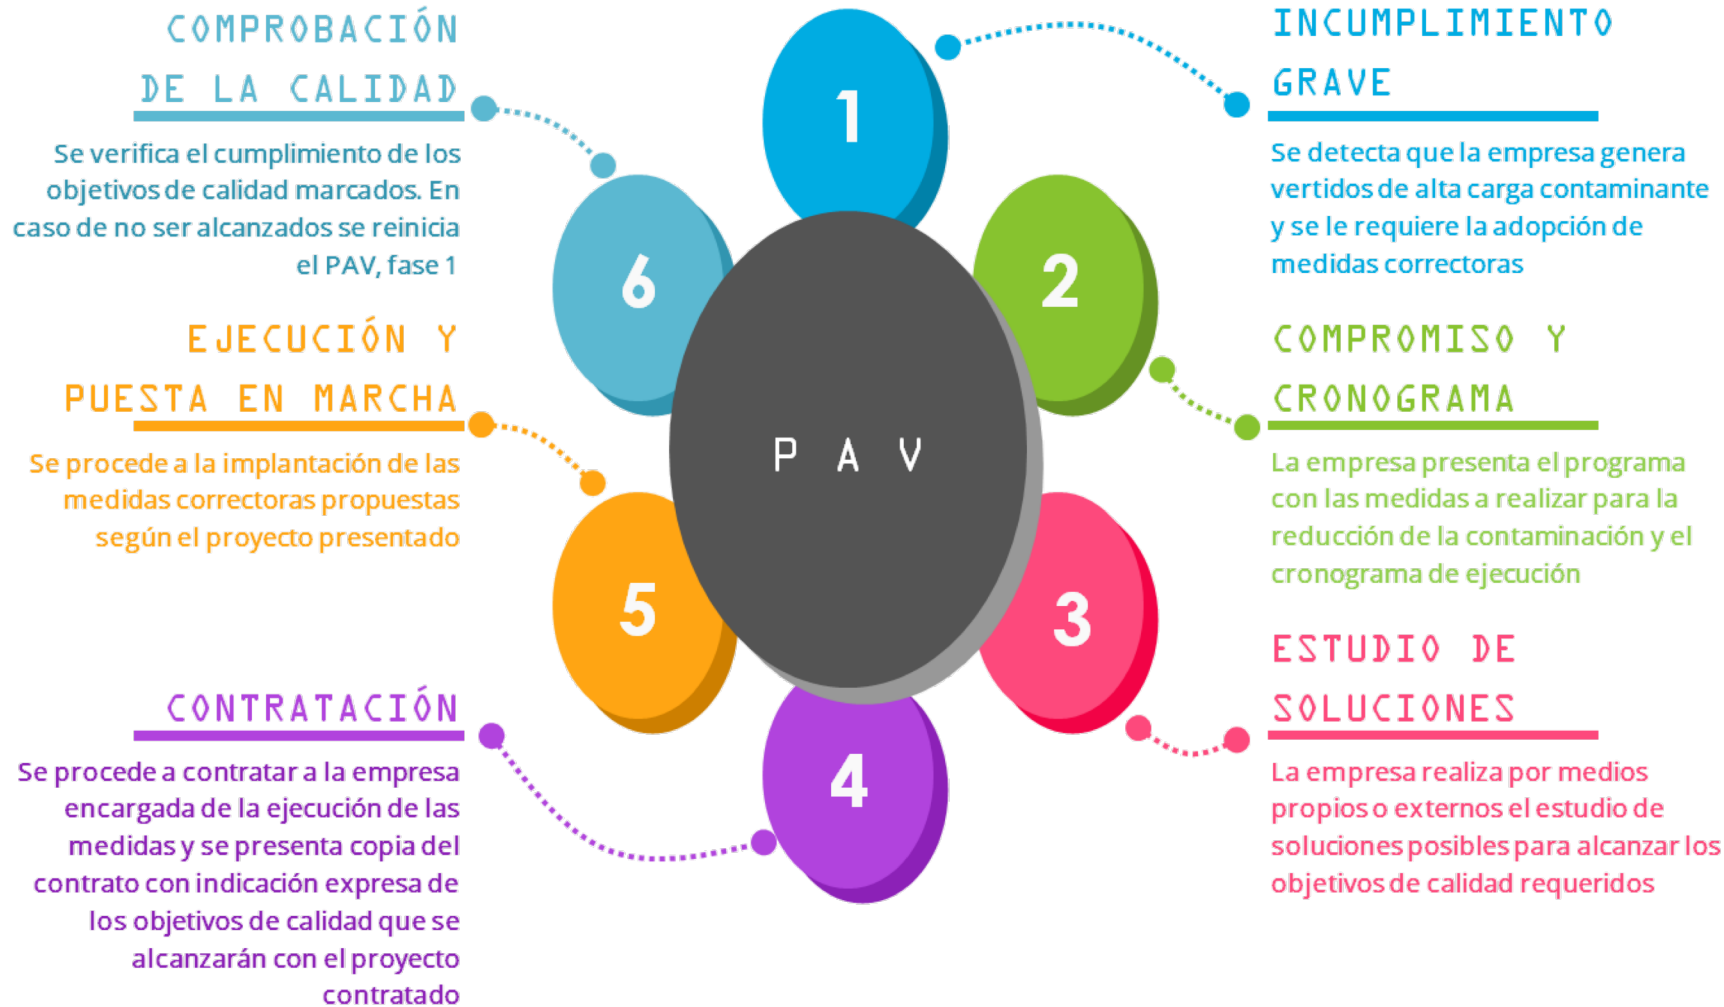 1
INCUMPLIMIENTO
GRAVE
Se detecta que la empresa genera
vertidos de alta carga contaminante
y se le requiere la adopción de
medidas correctoras
2
COMPROMISO Y
CRONOGRAMA
La empresa presenta el programa
con las medidas a realizar para la
reducción de la contaminación y el
cronograma de ejecución
3
ESTUDIO DE
SOLUCIONES
La empresa realiza por medios
propios o externos el estudio de
soluciones posibles para alcanzar los
objetivos de calidad requeridos
4
CONTRATACIÓN
Se procede a contratar a la empresa
encargada de la ejecución de las
medidas y se presenta copia del
contrato con indicación expresa de
los objetivos de calidad que se
alcanzarán con el proyecto
contratado
5
EJECUCIÓN Y
PUESTA EN MARCHA
Se procede a la implantación de las
medidas correctoras propuestas
según el proyecto presentado
6
COMPROBACIÓN
DE LA CALIDAD
Se verifica el cumplimiento de los
objetivos de calidad marcados. En
caso de no ser alcanzados se reinicia
el PAV, fase 1
PAV